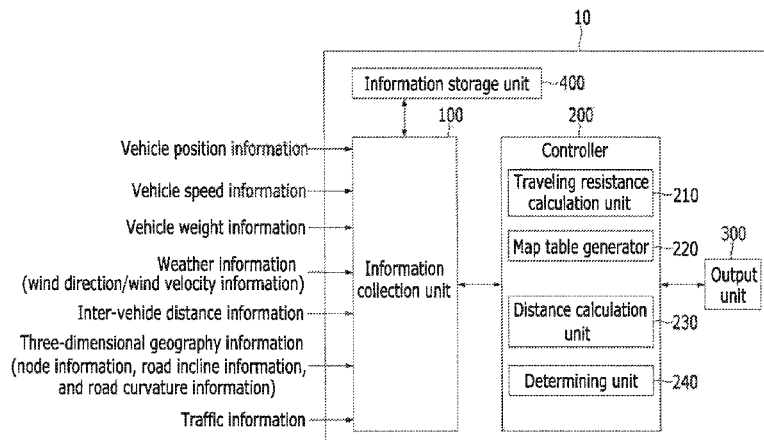 10
Information storage unit
400
100
200
Vehicle position information
Vehicle speed information
Vehicle weight information
Weather information
(wind direction/wind velocity information)
Inter-vehide distance information
Three-dimensional geography information
(node information, road incline information,
and road curvature information)
Traffic information
Information
collection unit
Controller
Traveling resistance
calculation unit
210
Map table generator
220
Distance calculation
unit
230
Determining unit
240
300
Output
unit